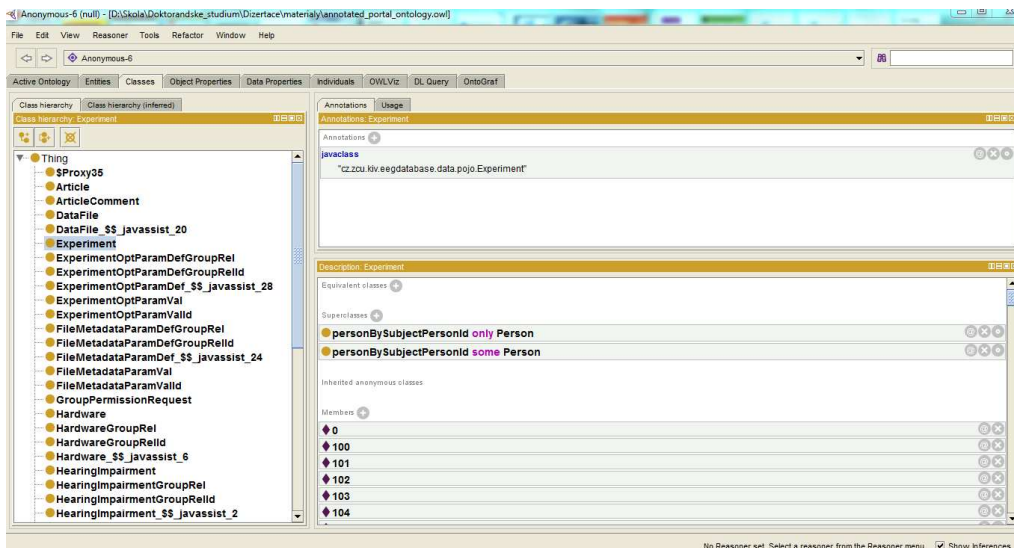 Anonymous-6 (null) - [D:\Skola\Doktorandske_studium\Dizertace\materialy\annotated_portal_ontology.owl]
File Edit View Reasoner Tools Refactor Window Help
Anonymous-6
Active Ontology Entities Classes Object Properties Data Properties Individuals OWLViz DL Query OntoGraf
Class hierarchy Class hierarchy (inferred)
Class hierarchy: Experiment
Thing
$Proxy35
Article
ArticleComment
DataFile
DataFile_$$_javassist_20
Experiment
ExperimentOptParamDefGroupRel
ExperimentOptParamDefGroupRelId
ExperimentOptParamDef_$$_javassist_28
ExperimentOptParamVal
ExperimentOptParamValId
FileMetadataParamDefGroupRel
FileMetadataParamDefGroupRelId
FileMetadataParamDef_$$_javassist_24
FileMetadataParamVal
FileMetadataParamValId
GroupPermissionRequest
Hardware
HardwareGroupRel
HardwareGroupRelId
Hardware_$$_javassist_6
HearingImpairment
HearingImpairmentGroupRel
HearingImpairmentGroupRelId
HearingImpairment_$$_javassist_2
Annotations Usage
Annotations: Experiment
Annotations
javaclass
"cz.zcu.kiv.eegdatabase.data.pojo.Experiment"
Description: Experiment
Equivalent classes
Superclasses
personBySubjectPersonId only Person
personBySubjectPersonId some Person
Inherited anonymous classes
Members
0
100
101
102
103
104
No Reasoner set. Select a reasoner from the Reasoner menu Show Inferences